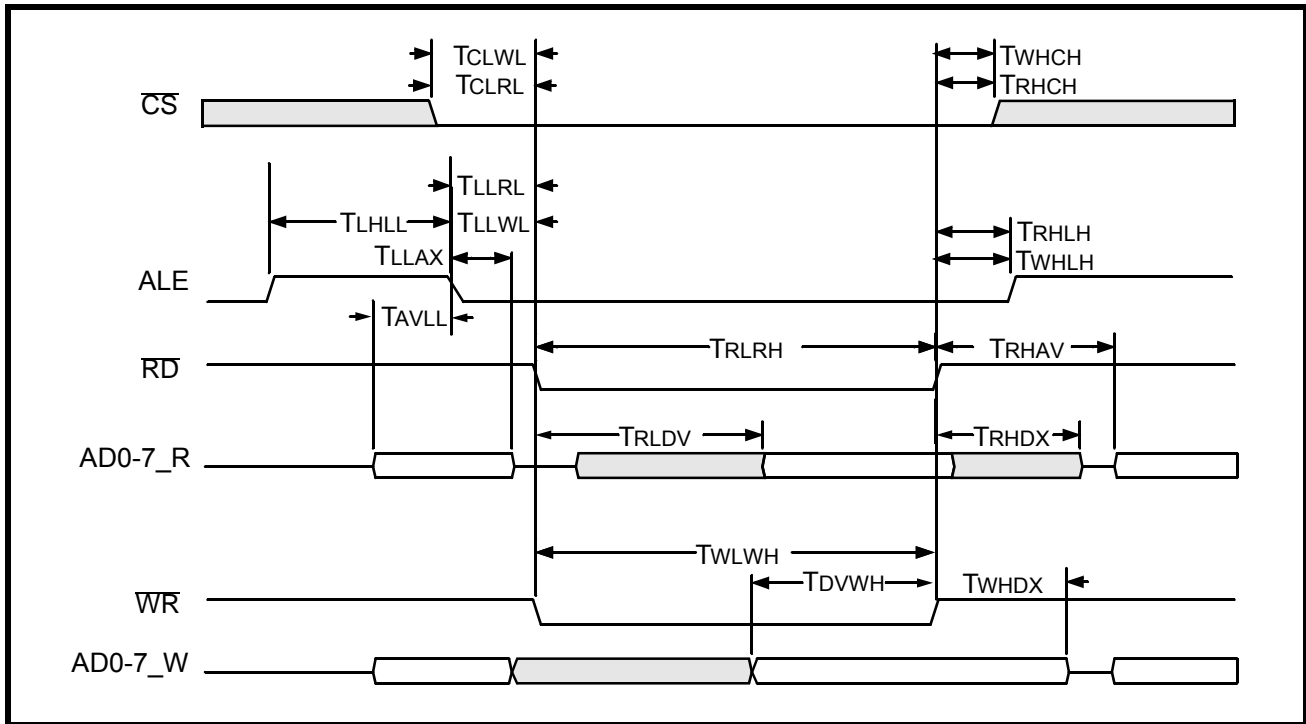 TCLWL
TWHCH
TCLRL
TRHCH
CS
TLLRL
TLHLL
TLLWL
TRHLH
TLLAX
TWHLH
ALE
TAVLL
TRLRH
TRHAV
RD
TRLDV
TRHDX
AD0-7_R
TWLWH
TDVWH
TWHDX
WR
AD0-7_W